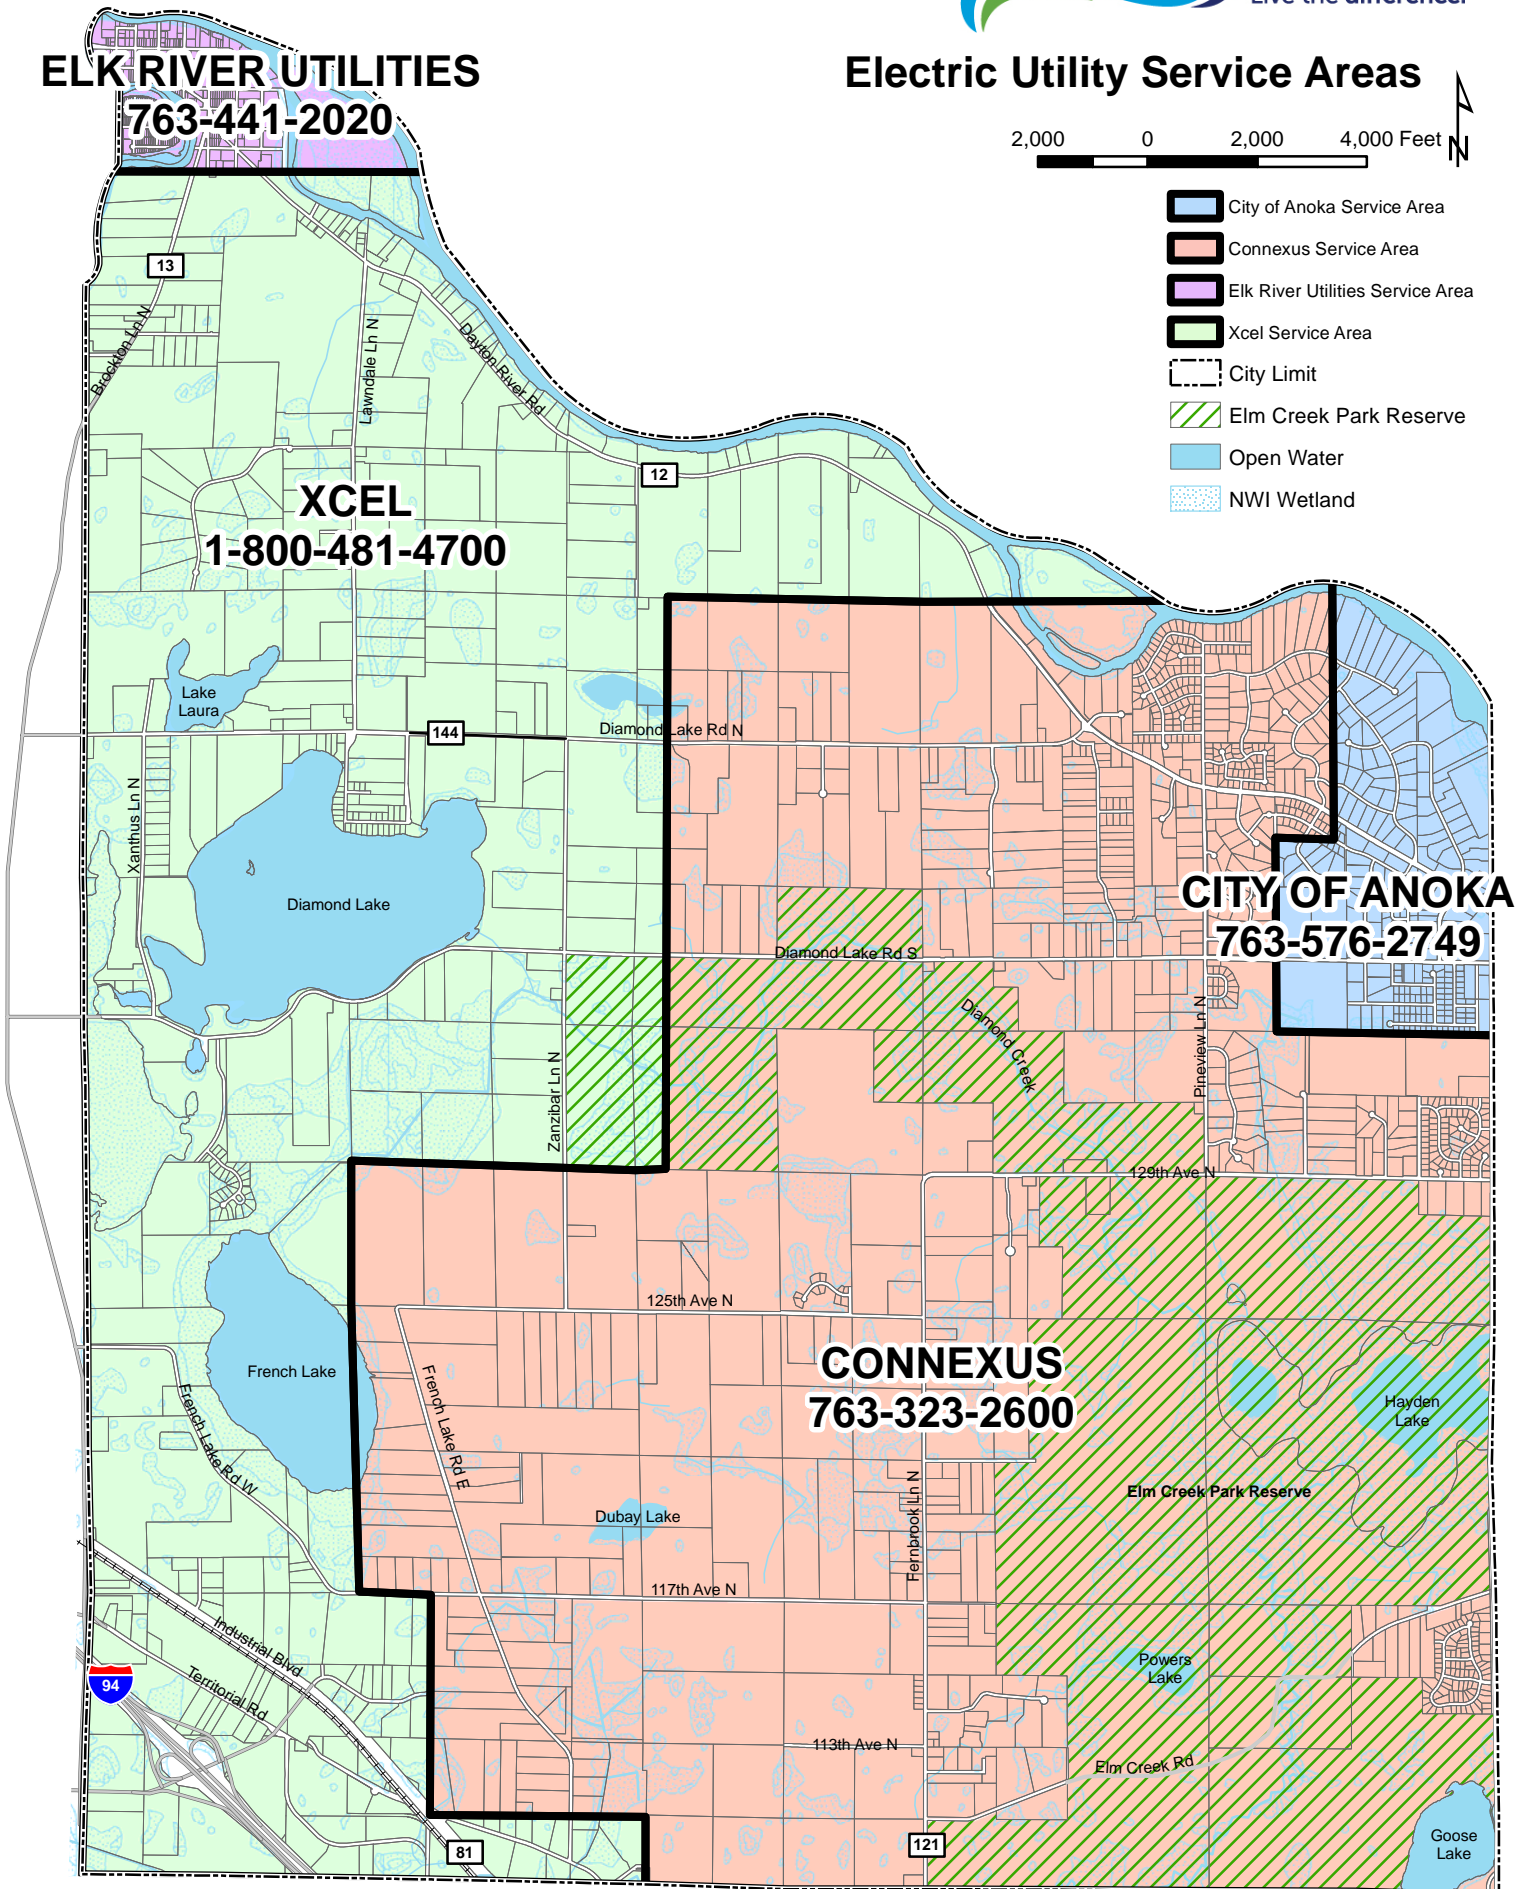 Live the difference!
Electric Utility Service Areas
2,000 0 2,000 4,000 Feet
N
City of Anoka Service Area
Connexus Service Area
Elk River Utilities Service Area
Xcel Service Area
City Limit
Elm Creek Park Reserve
Open Water
NWI Wetland
ELK RIVER UTILITIES
763-441-2020
13
Brockton Ln N
Lawndale Ln N
Dayton River Rd
12
XCEL
1-800-481-4700
Lake
Laura
144
Diamond Lake Rd N
Xanthus Ln N
Diamond Lake
CITY OF ANOKA
763-576-2749
Diamond Lake Rd S
Diamond Creek
Pineview Ln N
Zanzibar Ln N
129th Ave N
125th Ave N
French Lake
French Lake Rd W
French Lake Rd E
CONNEXUS
763-323-2600
Hayden
Lake
Elm Creek Park Reserve
Dubay Lake
Fernbrook Ln N
117th Ave N
Industrial Blvd
Territorial Rd
94
Powers
Lake
113th Ave N
Elm Creek Rd
81
121
Goose
Lake